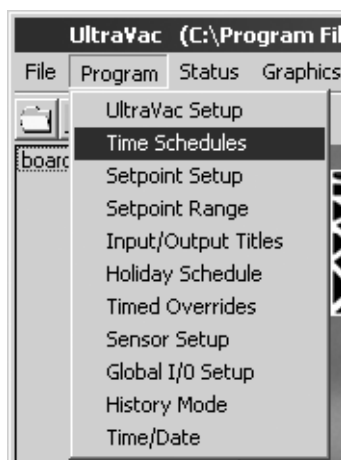 UltraVac (C:\Program Fil
File Program Status Graphics
UltraVac Setup
Time Schedules
board
Setpoint Setup
Setpoint Range
Input/Output Titles
Holiday Schedule
Timed Overrides
Sensor Setup
Global I/0 Setup
History Mode
Time/Date